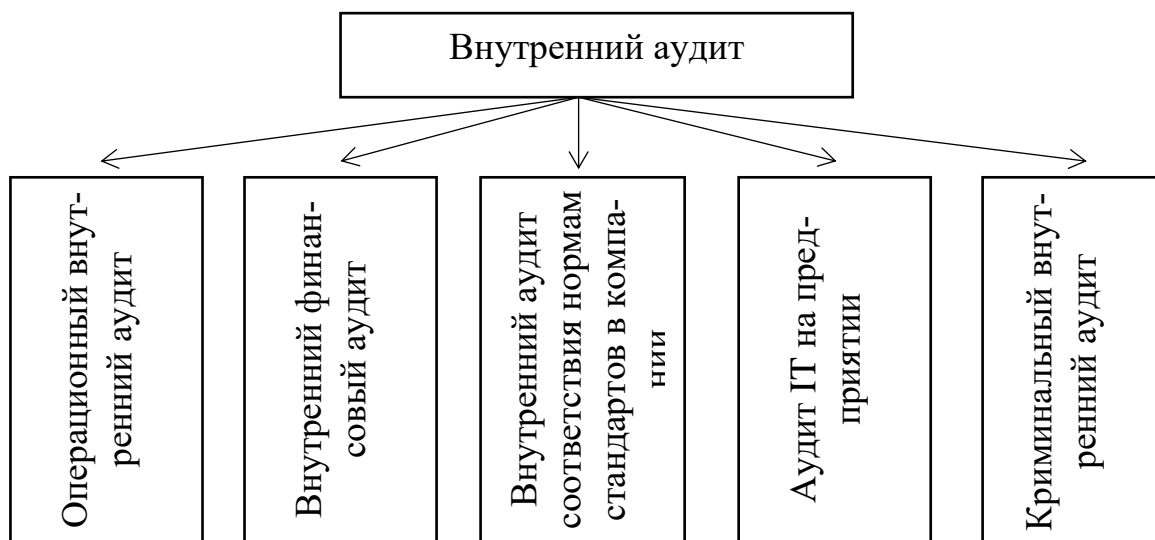 Внутренний аудит
Операционный внут-
ренний аудит
Внутренний финан-
совый аудит
Внутренний аудит
соответствия нормам
стандартов в компа-
нии
Аудит IT на пред-
приятии
Криминальный внут-
ренний аудит